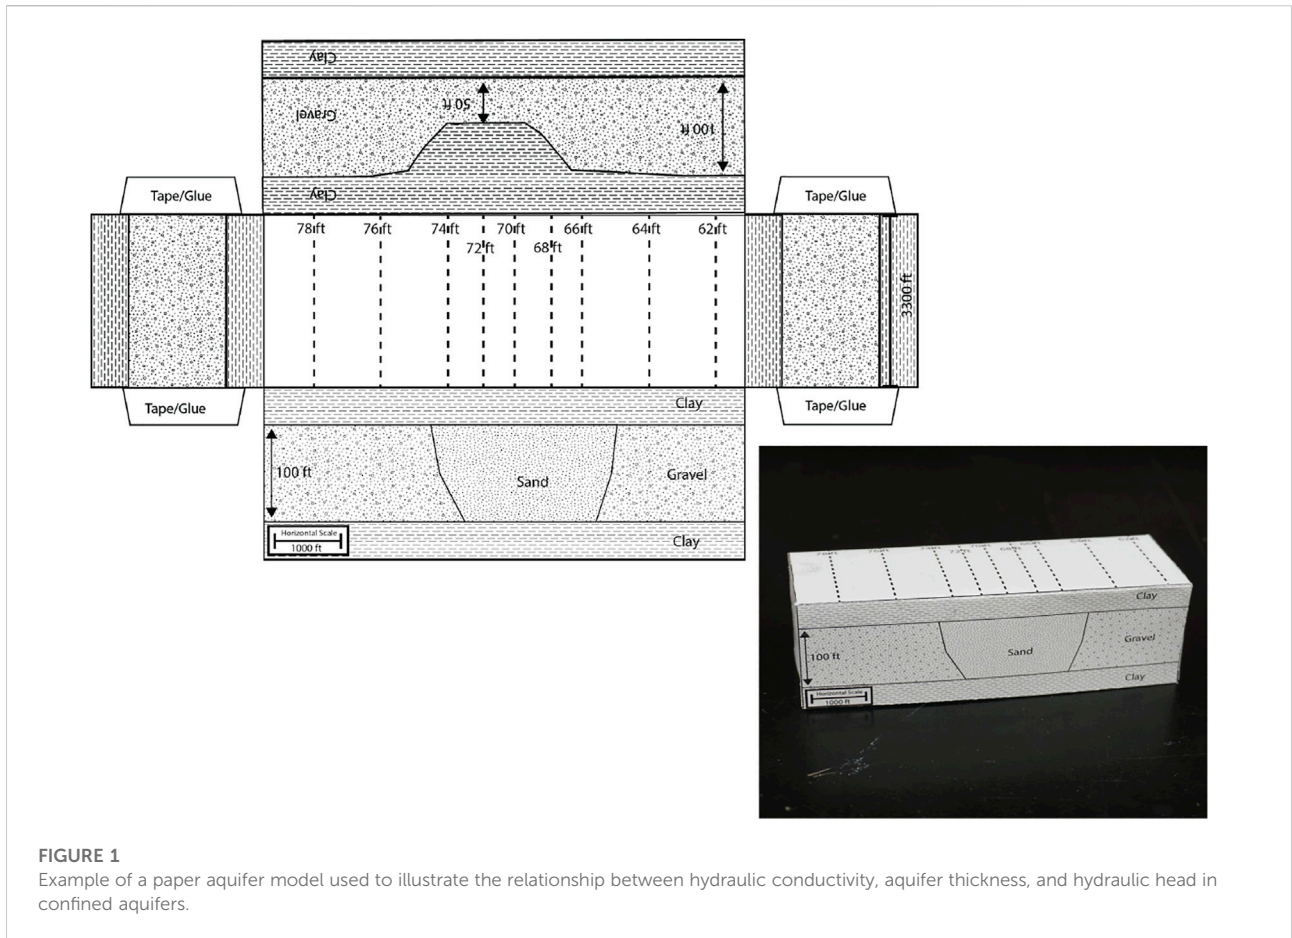 Clay
Gravel
50 ft
100 ft
Clay
Tape/Glue
Tape/Glue
78 ft
76 ft
74 ft
70 ft
66 ft
64 ft
62 ft
72 ft
68 ft
3300 ft
Tape/Glue
Tape/Glue
Clay
100 ft
Sand
Gravel
Horizontal Scale
1000 ft
Clay
Clay
100 ft
Sand
Gravel
Clay
Horizontal Scale
1000 ft
FIGURE 1
Example of a paper aquifer model used to illustrate the relationship between hydraulic conductivity, aquifer thickness, and hydraulic head in
confined aquifers.